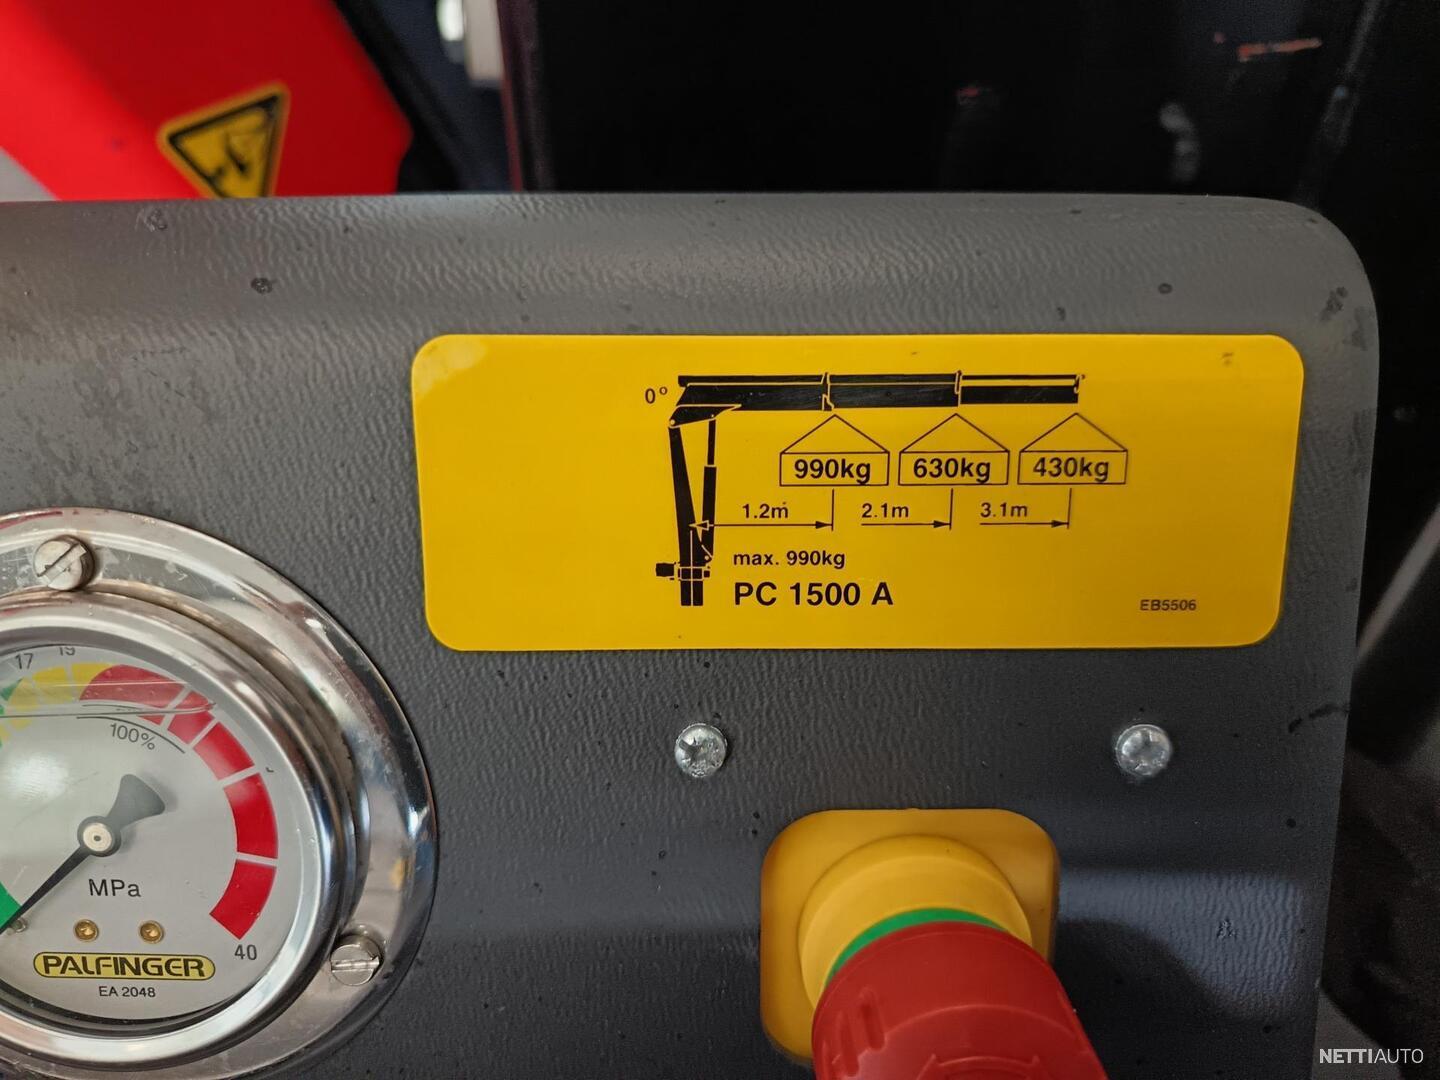 0°
990kg 630kg 430kg
1.2m 2.1m 3.1m
max. 990kg
PC 1500 A
EB5506
17 19
100%
MPa
40
PALFINGER
EA 2048
NETTIAUTO